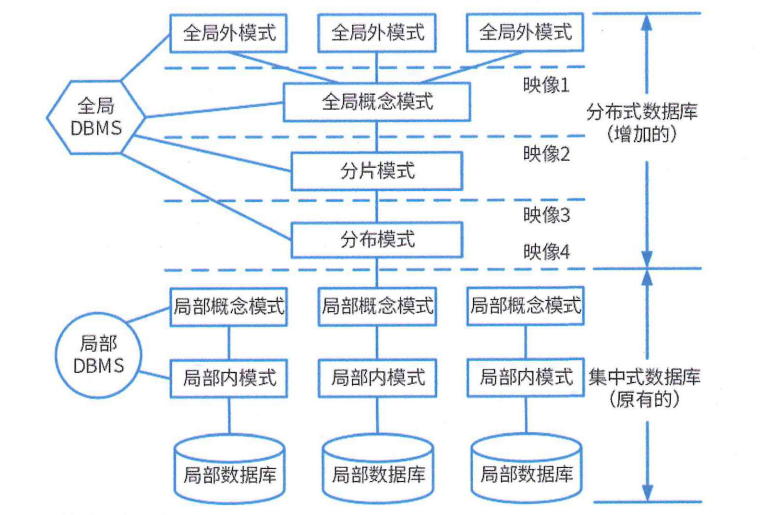 全局外模式 全局外模式 全局外模式
映像1
全局
DBMS
全局概念模式
分布式数据库
（增加的）
映像2
分片模式
映像3
分布模式
映像4
局部概念模式 局部概念模式 局部概念模式
局部
DBMS
局部内模式 局部内模式 局部内模式
集中式数据库
（原有的）
局部数据库 局部数据库 局部数据库